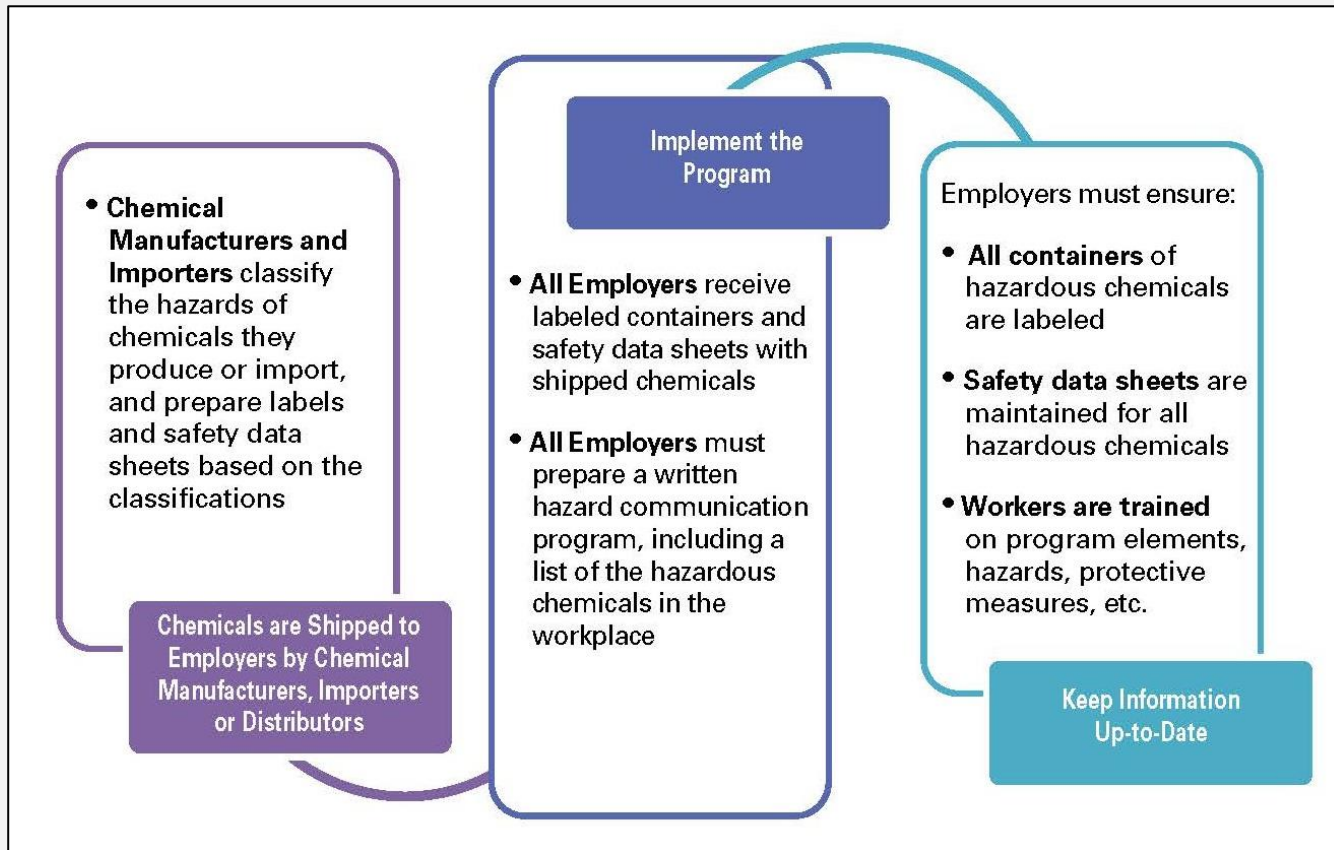 • Chemical
Manufacturers and
Importers classify
the hazards of
chemicals they
produce or import,
and prepare labels
and safety data
sheets based on the
classifications
Chemicals are Shipped to
Employers by Chemical
Manufacturers, Importers
or Distributors
Implement the
Program
• All Employers receive
labeled containers and
safety data sheets with
shipped chemicals
• All Employers must
prepare a written
hazard communication
program, including a
list of the hazardous
chemicals in the
workplace
Employers must ensure:
• All containers of
hazardous chemicals
are labeled
• Safety data sheets are
maintained for all
hazardous chemicals
• Workers are trained
on program elements,
hazards, protective
measures, etc.
Keep Information
Up-to-Date